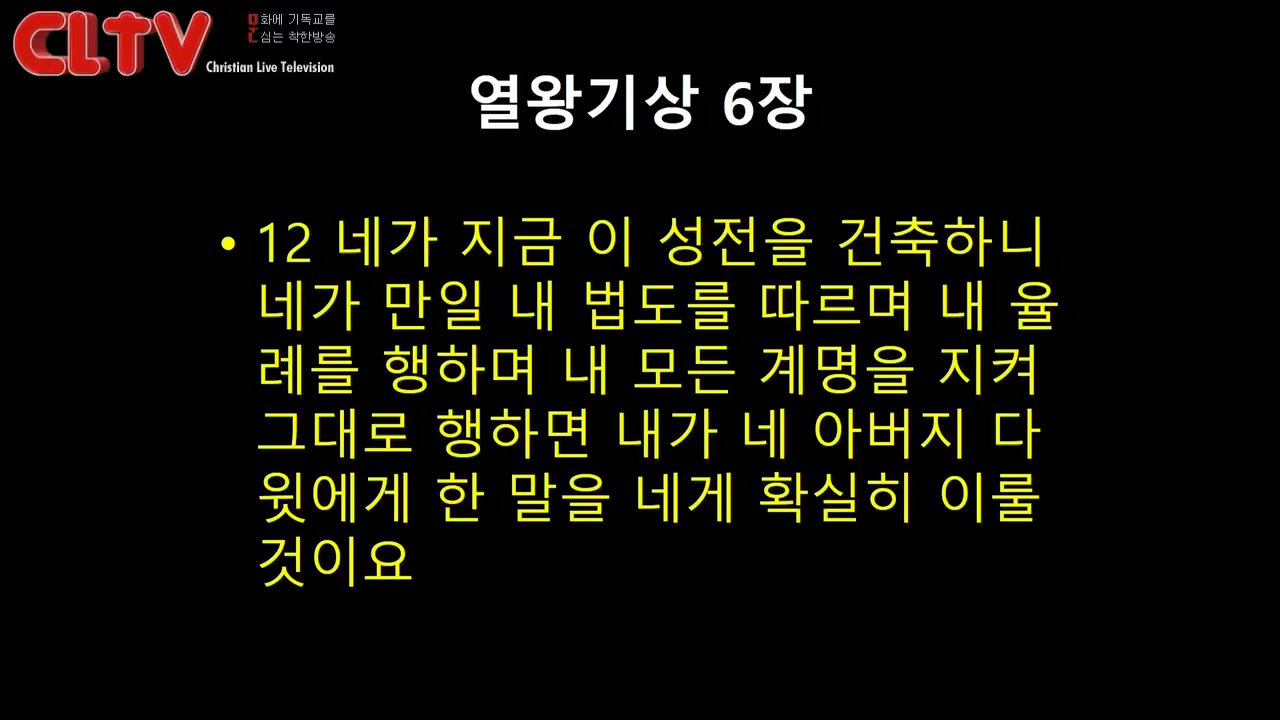 CLTV
화에 기독교를
심는 착한방송
Christian Live Television
열왕기상 6장
• 12 네가 지금 이 성전을 건축하니
네가 만일 내 법도를 따르며 내 율
례를 행하며 내 모든 계명을 지켜
그대로 행하면 내가 네 아버지 다
윗에게 한 말을 네게 확실히 이룰
것이요